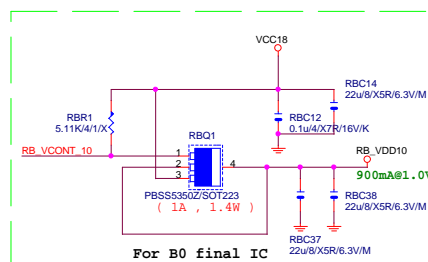 VCC18
RBC14
22u/8/X5R/6.3V/M
RBR1
5.11K/4/1/X
RBC12
0.1u/4/X7R/16V/K
RBQ1
RB_VCONT_10
1
2
3
4
RB_VDD10
900mA@1.0V
PBSS5350Z/SOT223
( 1A , 1.4W )
RBC38
22u/8/X5R/6.3V/M
RBC37
22u/8/X5R/6.3V/M
For B0 final IC